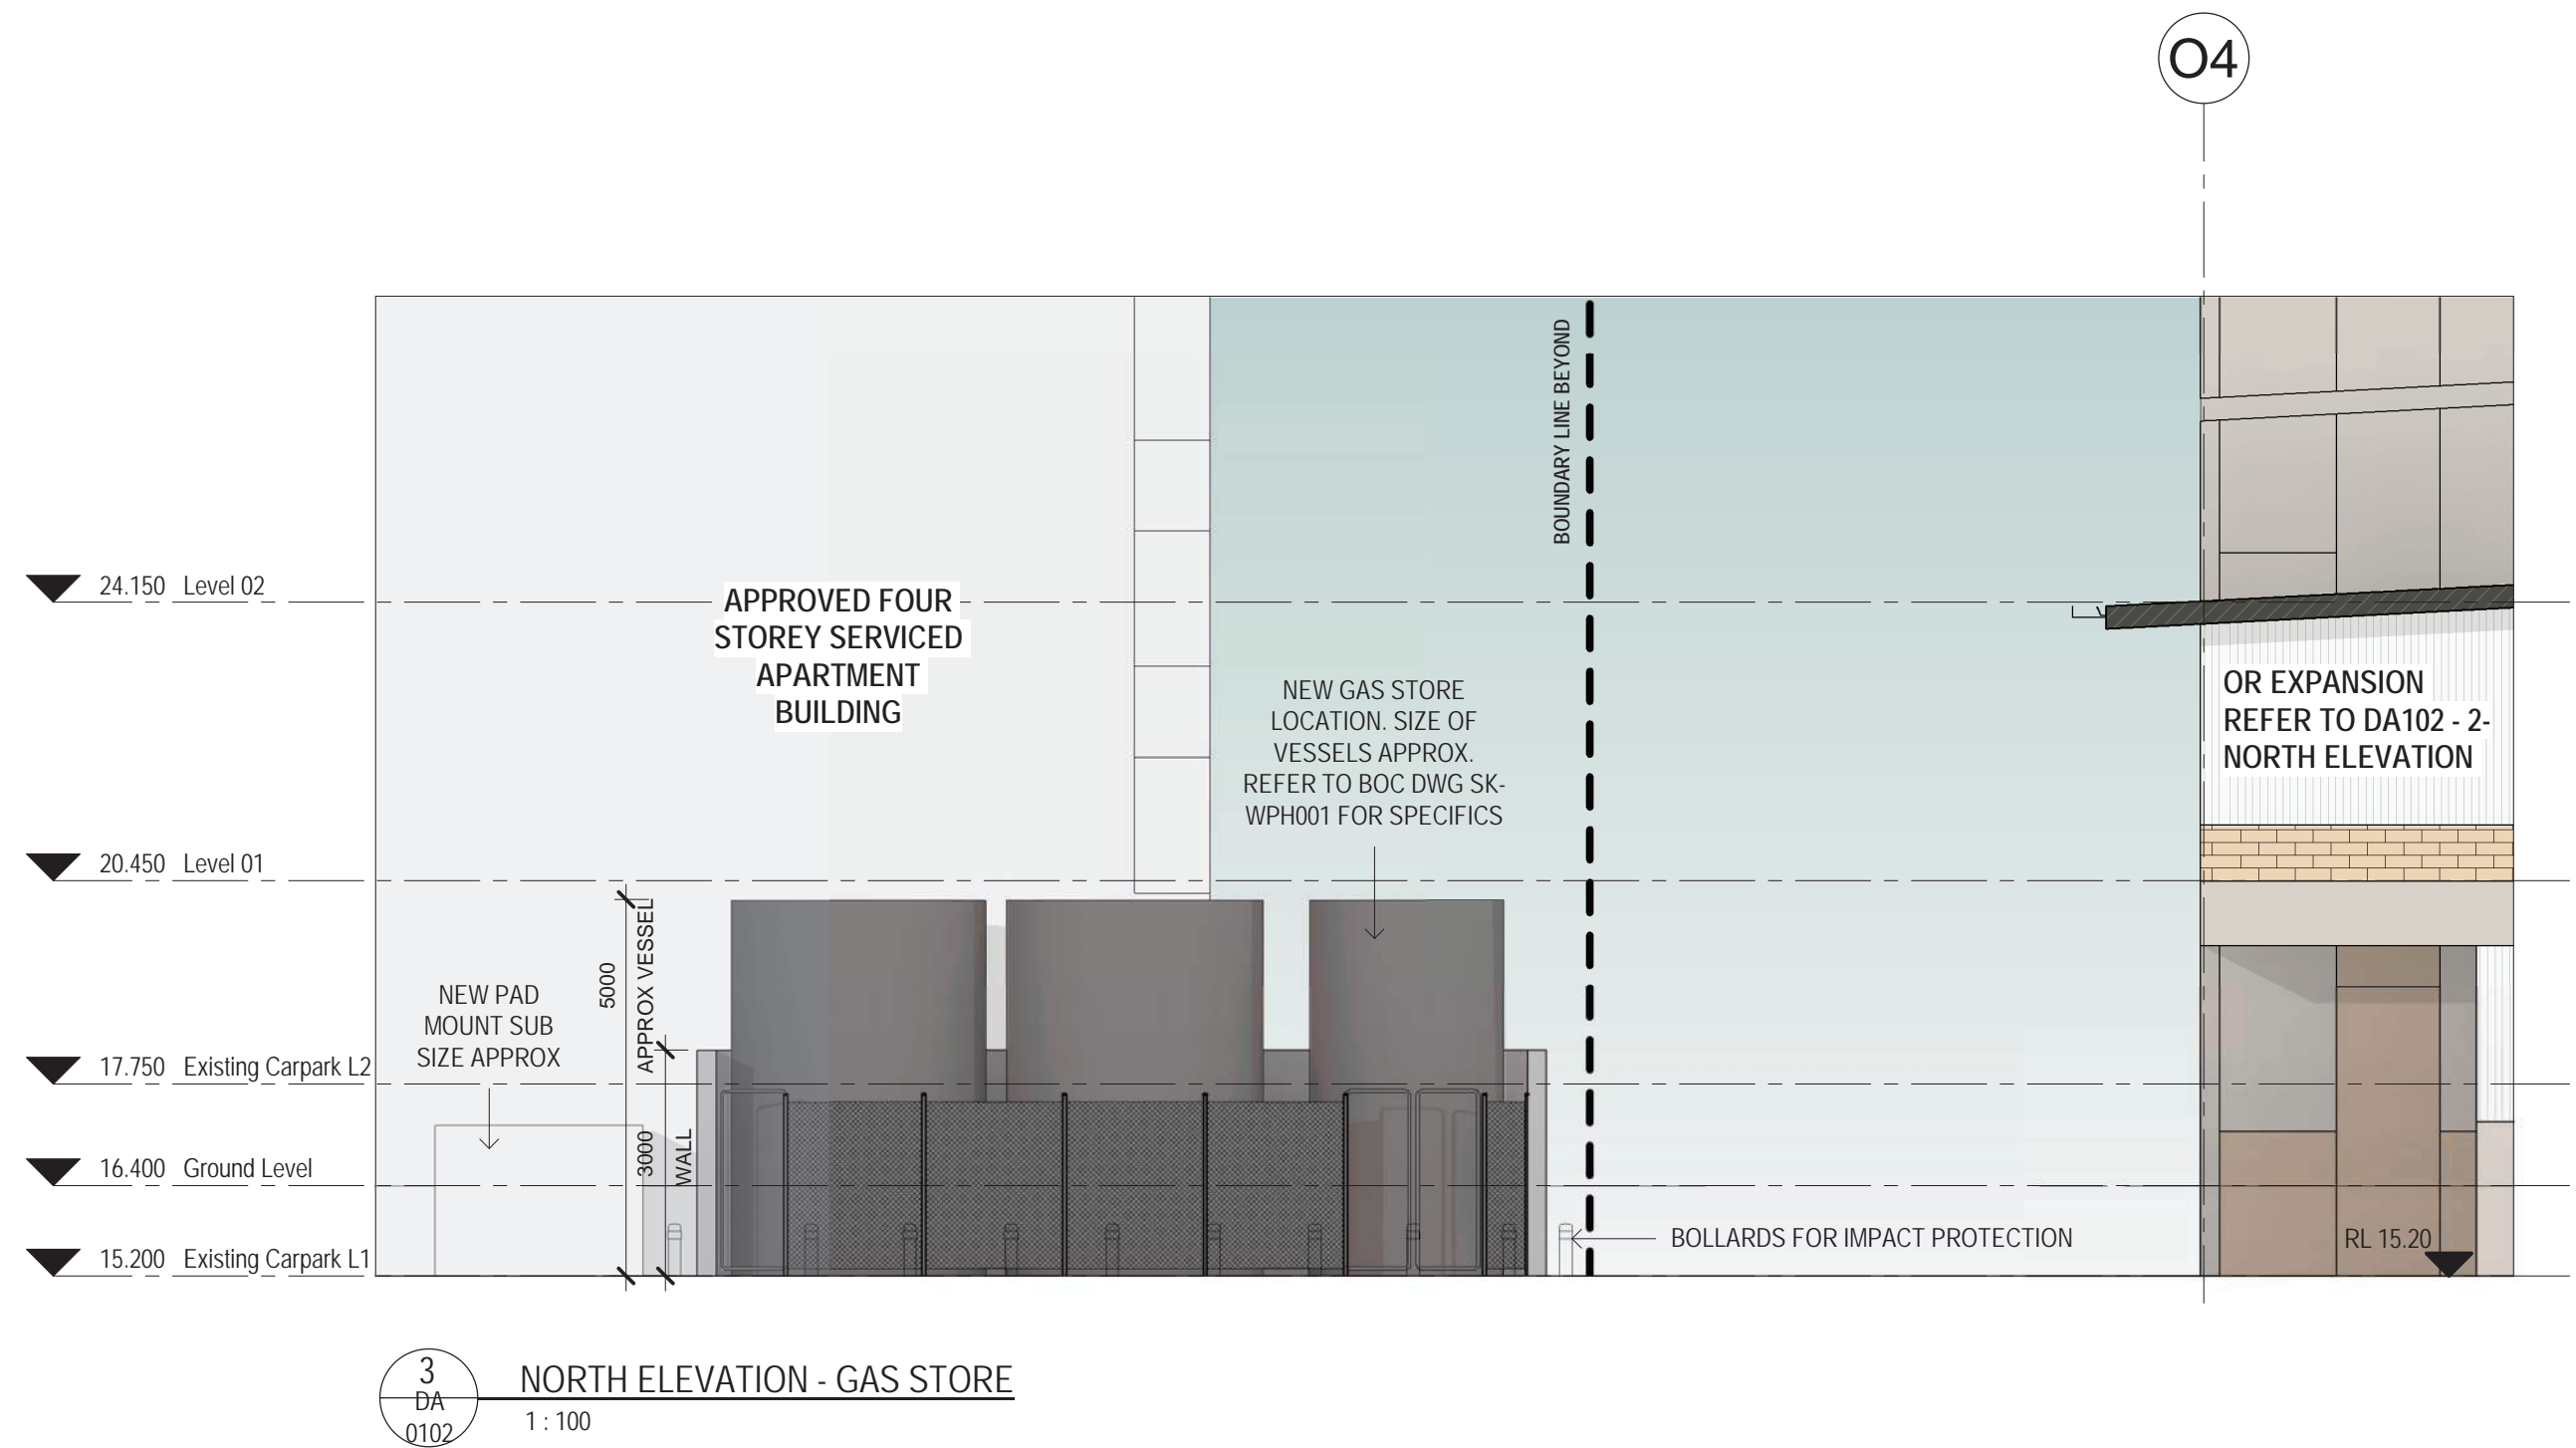 O4
BOUNDARY LINE BEYOND
24.150 Level 02
APPROVED FOUR
STOREY SERVICED
APARTMENT
BUILDING
NEW GAS STORE
LOCATION. SIZE OF
VESSELS APPROX.
REFER TO BOC DWG SK-
WPH001 FOR SPECIFICS
OR EXPANSION
REFER TO DA102 - 2-
NORTH ELEVATION
20.450 Level 01
5000
APPROX VESSEL
NEW PAD
MOUNT SUB
SIZE APPROX
17.750 Existing Carpark L2
3000
WALL
16.400 Ground Level
BOLLARDS FOR IMPACT PROTECTION
RL 15.20
15.200 Existing Carpark L1
3
DA
0102
NORTH ELEVATION - GAS STORE
1 : 100